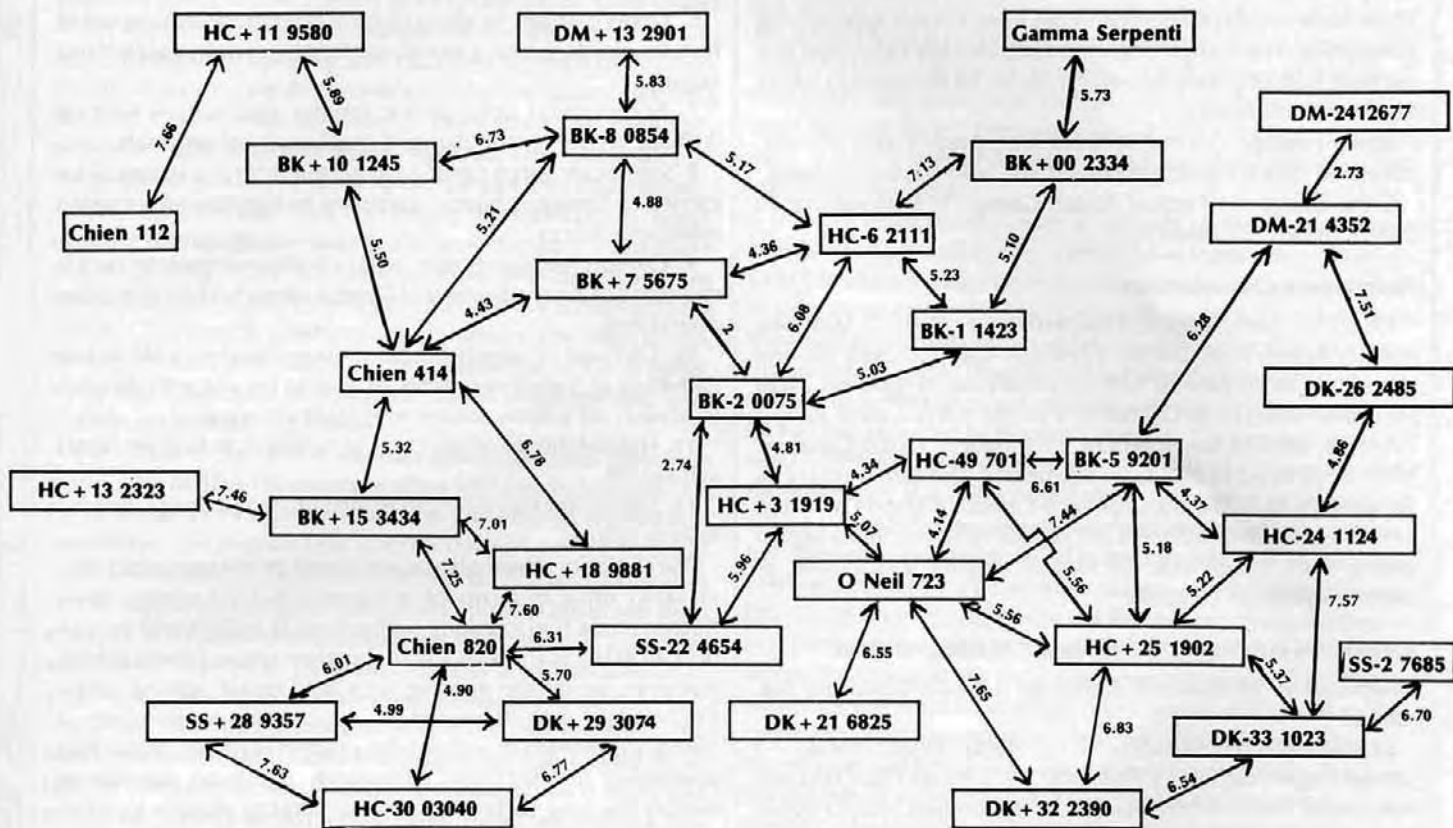 HC + 11 9580
DM + 13 2901
Gamma Serpenti
5.83
5.73
5.89
7.66
DM-2412677
BK-8 0854
6.73
BK + 10 1245
5.17
7.13
BK + 00 2334
2.73
4.88
5.21
Chien 112
HC-6 2111
DM-21 4352
5.50
4.36
5.10
BK + 7 5675
5.23
7.51
4.43
2
6.08
BK-1 1423
6.28
Chien 414
5.03
BK-2 0075
DK-26 2485
5.32
6.78
2.74
4.81
4.34
HC-49 701
BK-5 9201
4.86
6.61
HC + 13 2323
7.46
HC + 3 1919
BK + 15 3434
7.01
5.07
4.14
7.44
4.37
HC-24 1124
5.18
HC + 18 9881
5.96
O Neil 723
5.56
7.25
7.60
5.22
7.57
5.56
Chien 820
6.31
SS-22 4654
HC + 25 1902
6.01
5.70
6.55
SS-2 7685
4.90
7.65
5.37
SS + 28 9357
4.99
DK + 29 3074
DK + 21 6825
6.83
6.70
DK-33 1023
7.63
6.77
6.54
HC-30 03040
DK + 32 2390